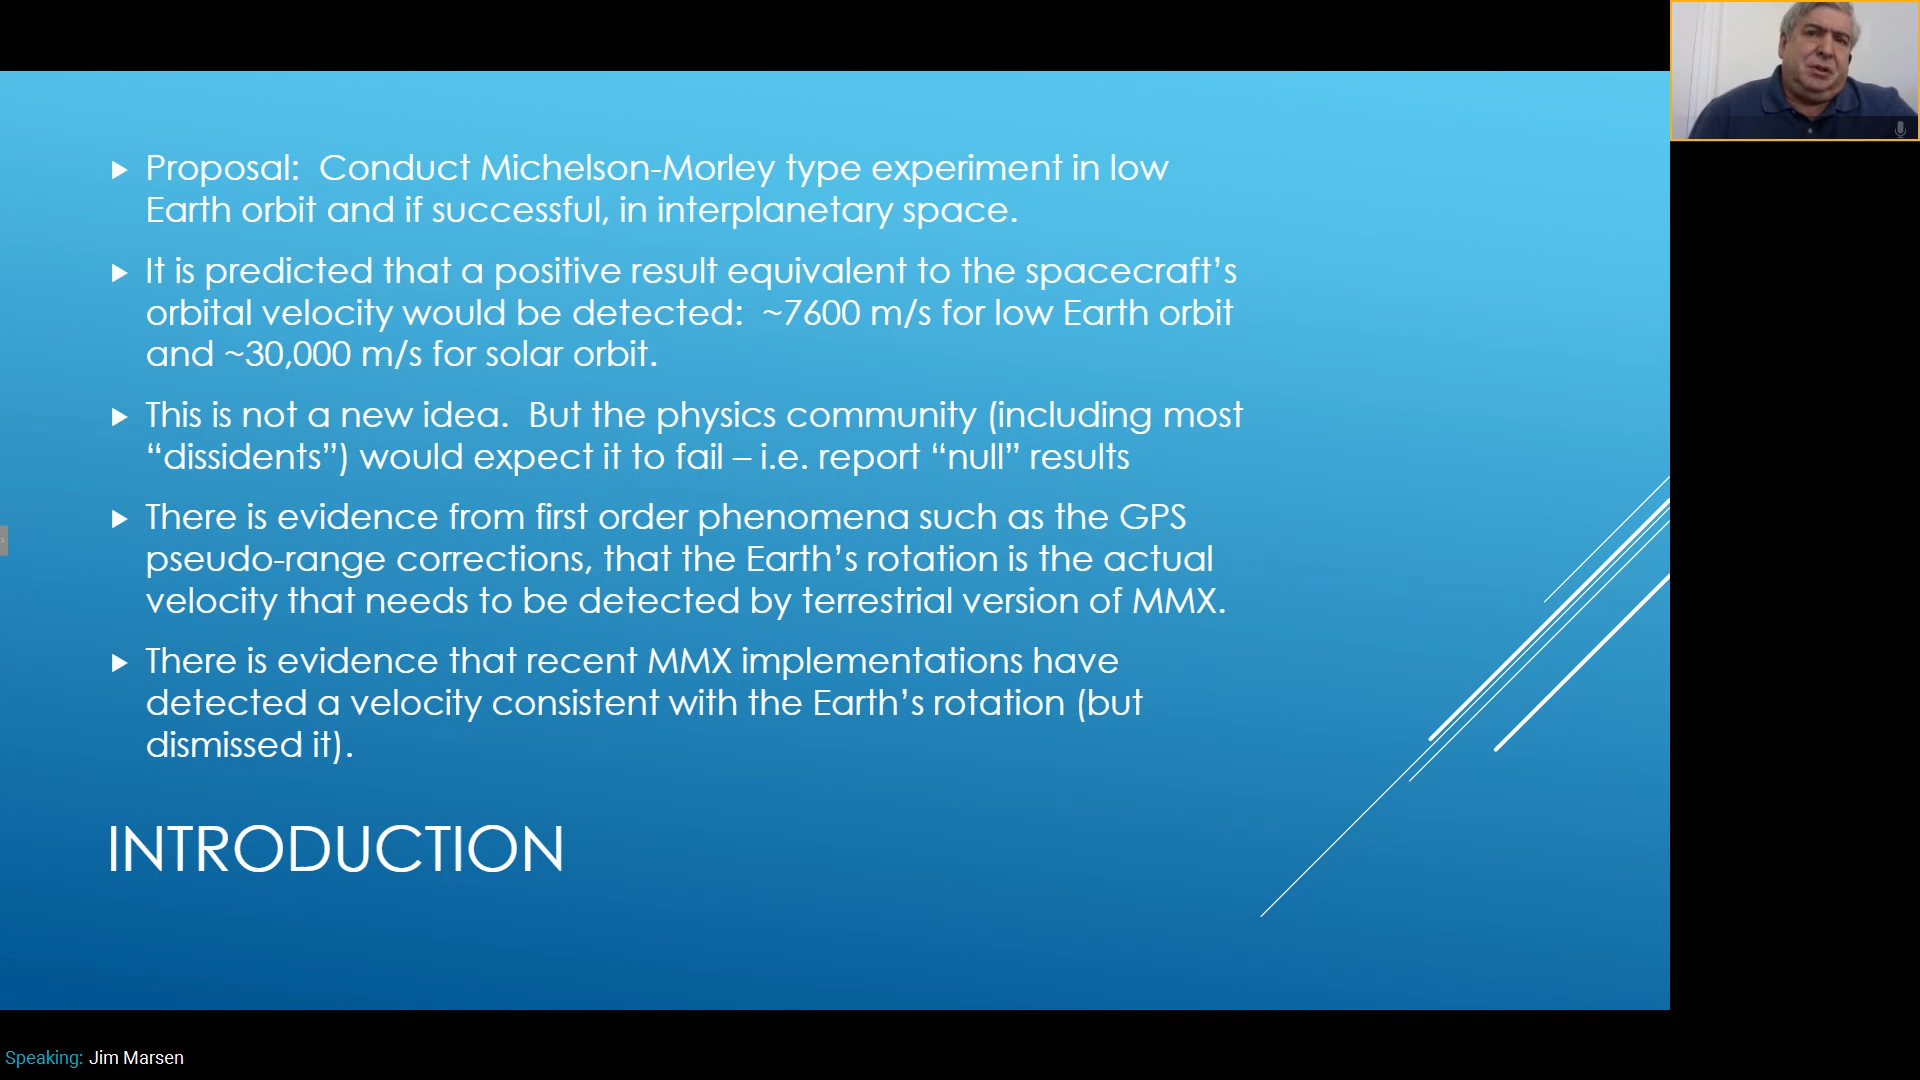 Proposal: Conduct Michelson-Morley type experiment in low
Earth orbit and if successful, in interplanetary space.
It is predicted that a positive result equivalent to the spacecraft’s
orbital velocity would be detected: ~7600 m/s for low Earth orbit
and ~30,000 m/s for solar orbit.
This is not a new idea. But the physics community (including most
“dissidents”) would expect it to fail – i.e. report “null” results
There is evidence from first order phenomena such as the GPS
pseudo-range corrections, that the Earth’s rotation is the actual
velocity that needs to be detected by terrestrial version of MMX.
There is evidence that recent MMX implementations have
detected a velocity consistent with the Earth’s rotation (but
dismissed it).
INTRODUCTION
Speaking: Jim Marsen